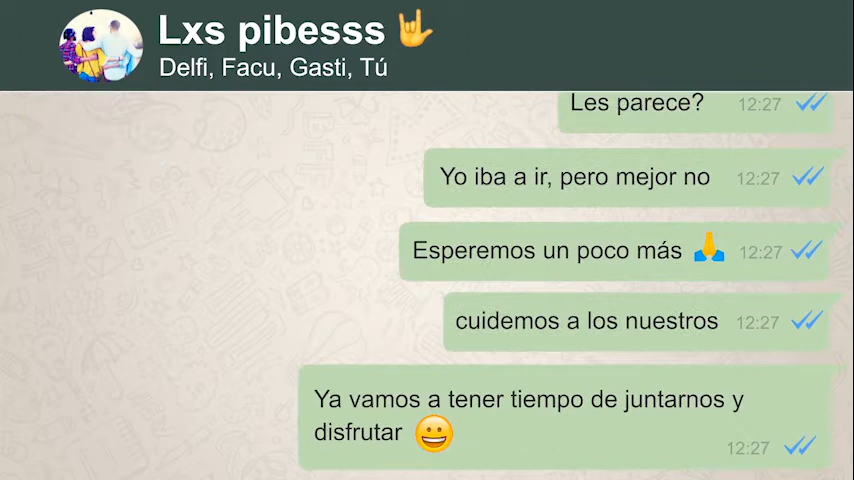 Lxs pibesss 🤟
Delfi, Facu, Gasti, Tú
Les parece? 12:27
Yo iba a ir, pero mejor no 12:27
Esperemos un poco más 🙏 12:27
cuidemos a los nuestros 12:27
Ya vamos a tener tiempo de juntarnos y
disfrutar 😀 12:27